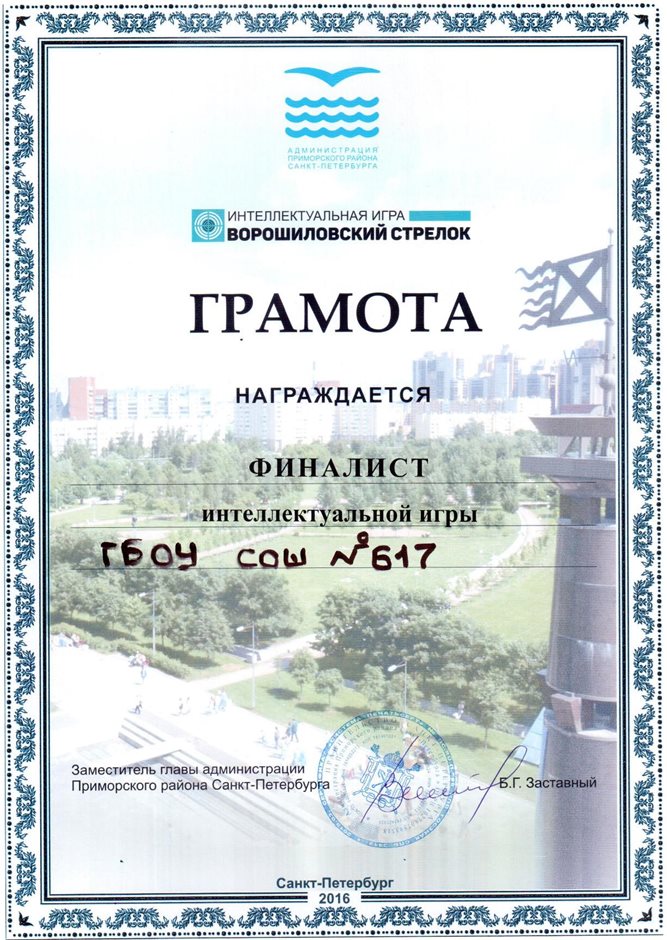 АДМИНИСТРАЦИЯ
ПРИМОРСКОГО РАЙОНА
САНКТ-ПЕТЕРБУРГА
ИНТЕЛЛЕКТУАЛЬНАЯ ИГРА
ВОРОШИЛОВСКИЙ СТРЕЛОК
ГРАМОТА
НАГРАЖДАЕТСЯ
ФИНАЛИСТ
интеллектуальной игры
ГБОУ СОШ №617
Заместитель главы администрации
Приморского района Санкт-Петербурга
Б.Г. Заставный
Санкт-Петербург
2016